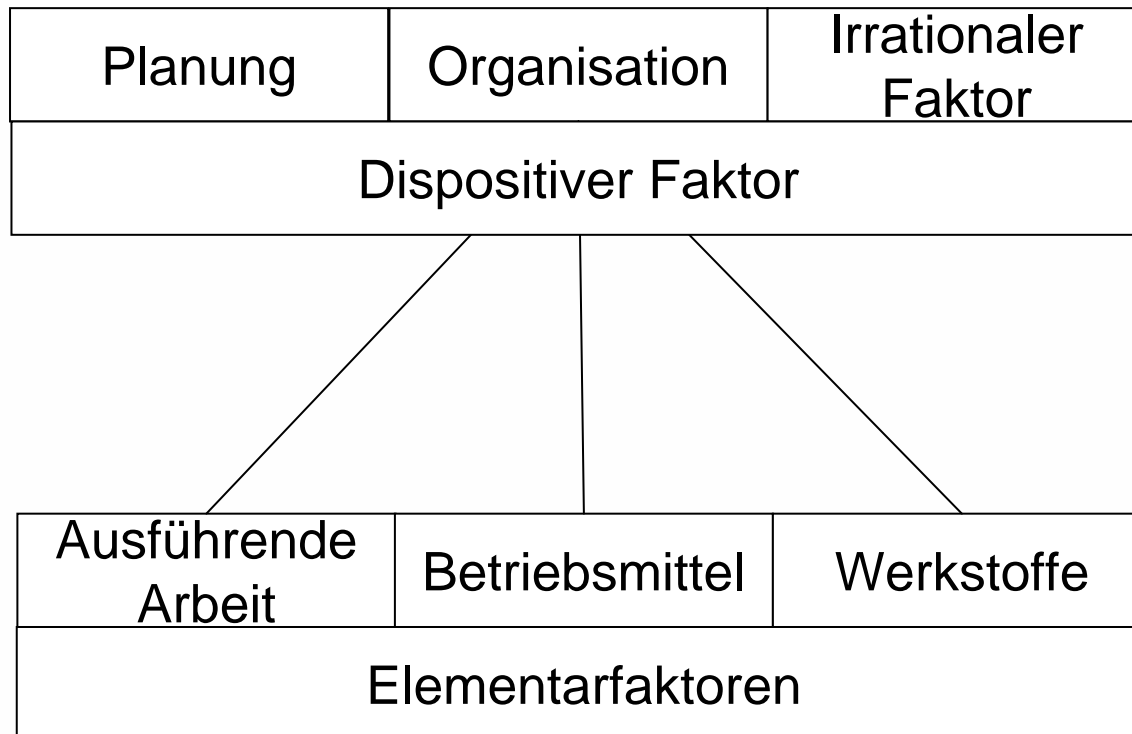 Planung
Organisation
Irrationaler
Faktor
Dispositiver Faktor
Ausführende
Arbeit
Betriebsmittel
Werkstoffe
Elementarfaktoren